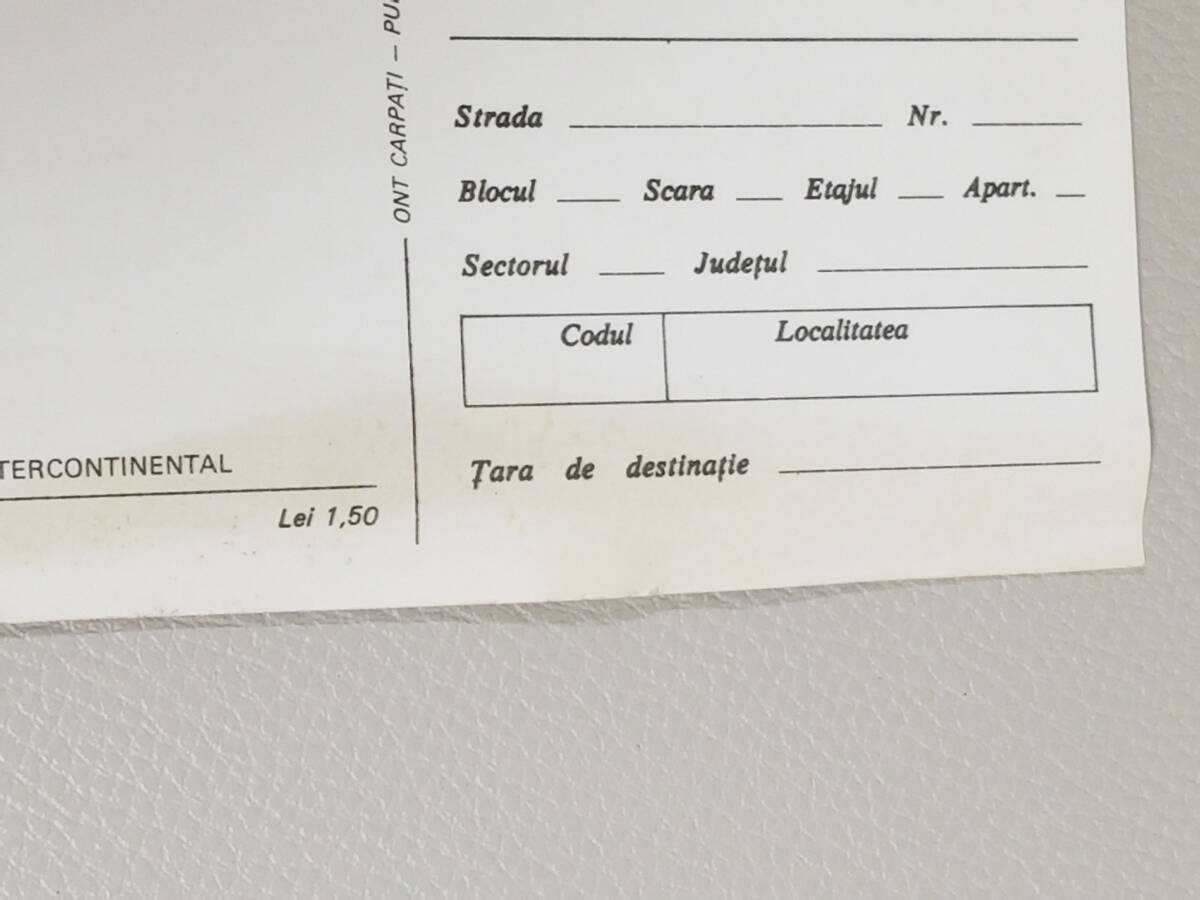 ONT CARPAȚI –
Strada Nr.
Blocul Scara Etajul Apart.
Sectorul Județul
Codul Localitatea
Țara de destinație
TERCONTINENTAL
Lei 1,50